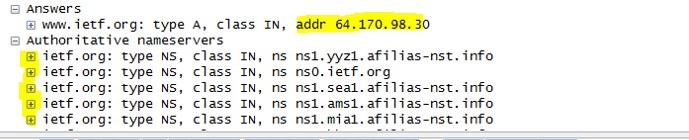 Answers
www.ietf.org: type A, class IN, addr 64.170.98.30
Authoritative nameservers
ietf.org: type NS, class IN, ns ns1.yyz1.afilias-nst.info
ietf.org: type NS, class IN, ns ns0.ietf.org
ietf.org: type NS, class IN, ns ns1.sea1.afilias-nst.info
ietf.org: type NS, class IN, ns ns1.ams1.afilias-nst.info
ietf.org: type NS, class IN, ns ns1.mia1.afilias-nst.info